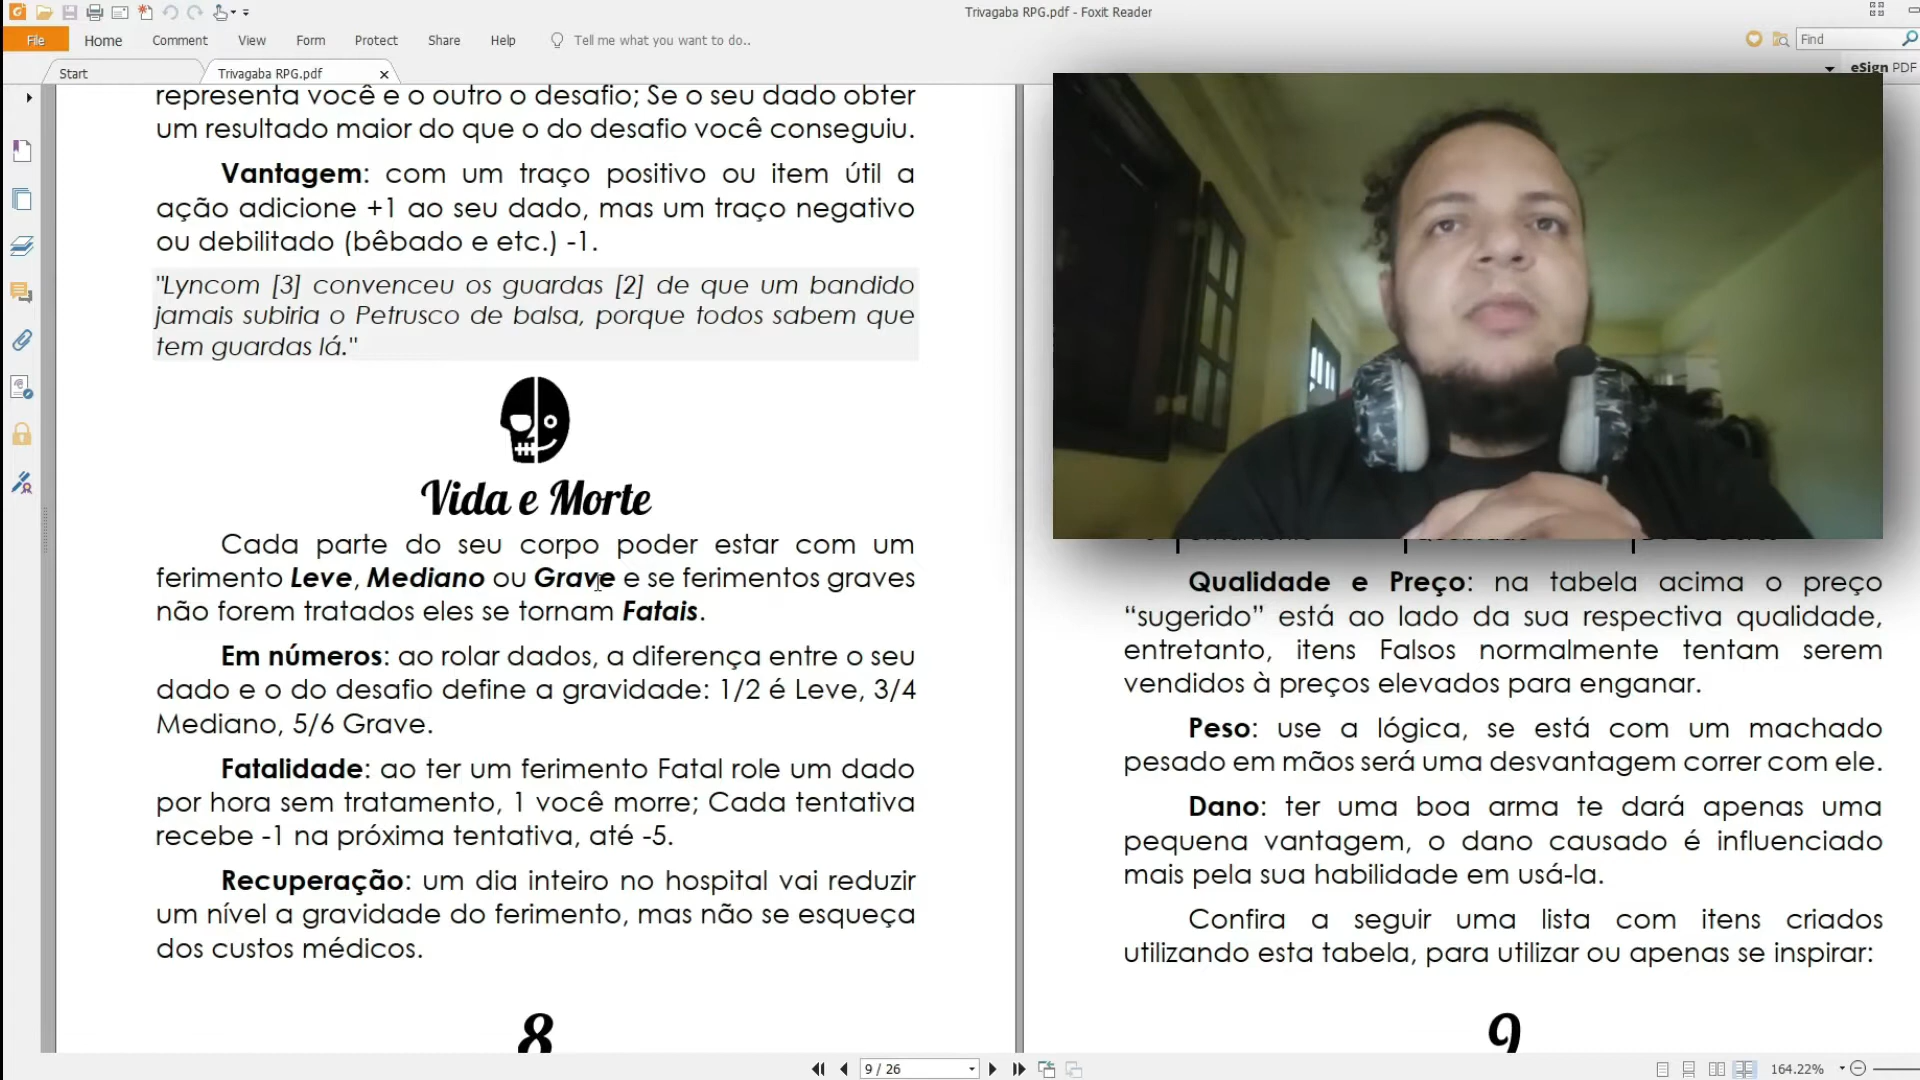 Trivagaba RPG.pdf - Foxit Reader
File Home Comment View Form Protect Share Help Tell me what you want to do.. Find
Start Trivagaba RPG.pdf eSign PDF
representa você e o outro o desafio; Se o seu dado obter
um resultado maior do que o do desafio você conseguiu.
Vantagem: com um traço positivo ou item útil a
ação adicione +1 ao seu dado, mas um traço negativo
ou debilitado (bêbado e etc.) -1.
"Lyncom [3] convenceu os guardas [2] de que um bandido
jamais subiria o Petrusco de balsa, porque todos sabem que
tem guardas lá."
Vida e Morte
Cada parte do seu corpo poder estar com um
ferimento Leve, Mediano ou Grave e se ferimentos graves
não forem tratados eles se tornam Fatais.
Em números: ao rolar dados, a diferença entre o seu
dado e o do desafio define a gravidade: 1/2 é Leve, 3/4
Mediano, 5/6 Grave.
Fatalidade: ao ter um ferimento Fatal role um dado
por hora sem tratamento, 1 você morre; Cada tentativa
recebe -1 na próxima tentativa, até -5.
Recuperação: um dia inteiro no hospital vai reduzir
um nível a gravidade do ferimento, mas não se esqueça
dos custos médicos.
8
Qualidade e Preço: na tabela acima o preço
“sugerido” está ao lado da sua respectiva qualidade,
entretanto, itens Falsos normalmente tentam serem
vendidos à preços elevados para enganar.
Peso: use a lógica, se está com um machado
pesado em mãos será uma desvantagem correr com ele.
Dano: ter uma boa arma te dará apenas uma
pequena vantagem, o dano causado é influenciado
mais pela sua habilidade em usá-la.
Confira a seguir uma lista com itens criados
utilizando esta tabela, para utilizar ou apenas se inspirar:
9
9 / 26 164.22%